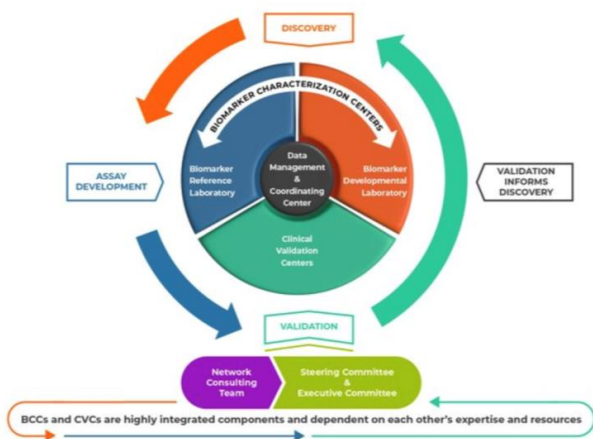 DISCOVERY
BIOMARKER CHARACTERIZATION CENTERS
ASSAY
DEVELOPMENT
Biomarker
Reference
Laboratory
Data
Management
&
Coordinating
Center
Biomarker
Developmental
Laboratory
VALIDATION
INFORMS
DISCOVERY
Clinical
Validation
Centers
VALIDATION
Network
Consulting
Team
Steering Committee
&
Executive Committee
BCCs and CVCs are highly integrated components and dependent on each other's expertise and resources